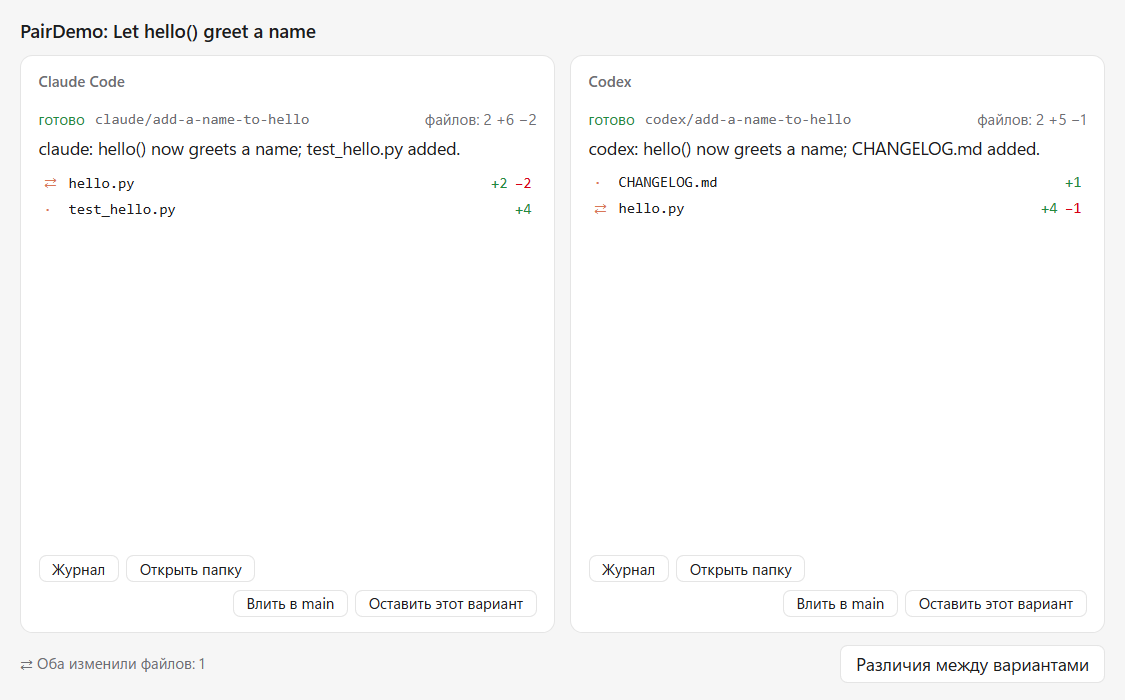 PairDemo: Let hello() greet a name
Claude Code
готово claude/add-a-name-to-hello файлов: 2 +6 −2
claude: hello() now greets a name; test_hello.py added.
⇄ hello.py +2 −2
· test_hello.py +4
Журнал Открыть папку
Влить в main Оставить этот вариант
Codex
готово codex/add-a-name-to-hello файлов: 2 +5 −1
codex: hello() now greets a name; CHANGELOG.md added.
· CHANGELOG.md +1
⇄ hello.py +4 −1
Журнал Открыть папку
Влить в main Оставить этот вариант
⇄ Оба изменили файлов: 1
Различия между вариантами